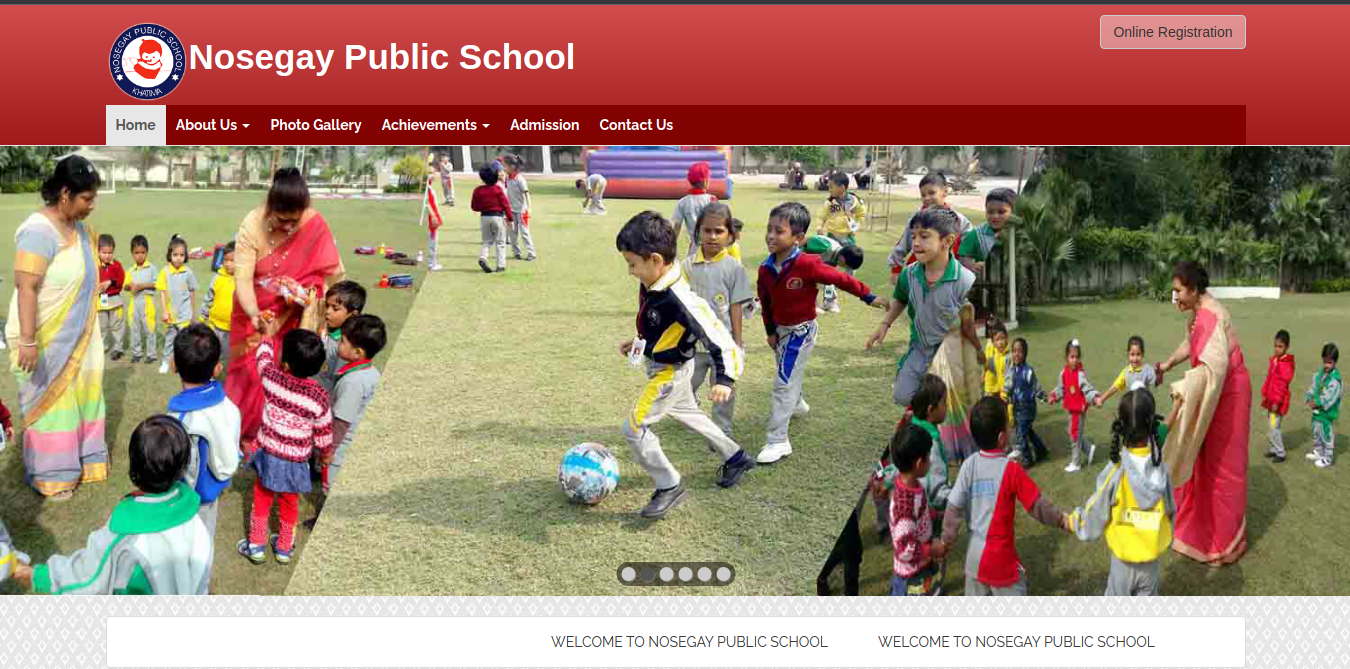 NOSEGAY PUBLIC SCHOOL
KHATIMA
Nosegay Public School
Online Registration
Home About Us Photo Gallery Achievements Admission Contact Us
WELCOME TO NOSEGAY PUBLIC SCHOOL WELCOME TO NOSEGAY PUBLIC SCHOOL